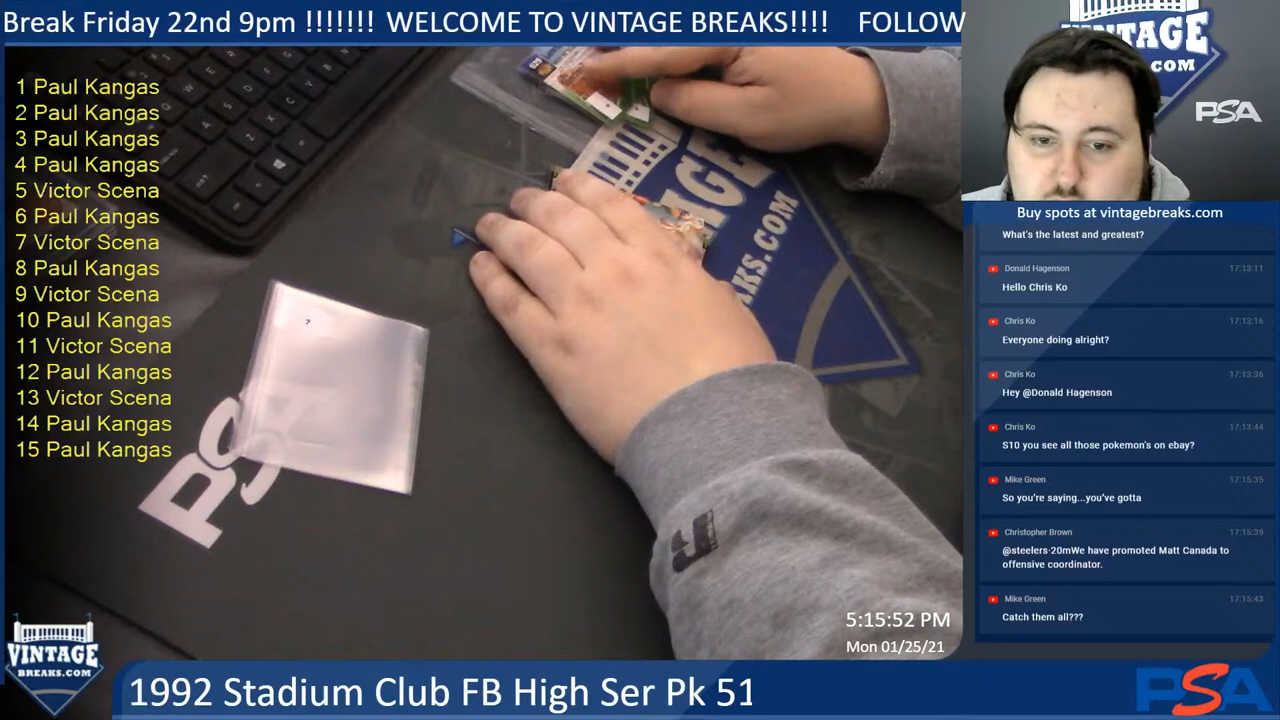 Break Friday 22nd 9pm !!!!!!! WELCOME TO VINTAGE BREAKS!!!! FOLLOW
1 Paul Kangas
2 Paul Kangas
3 Paul Kangas
4 Paul Kangas
5 Victor Scena
6 Paul Kangas
7 Victor Scena
8 Paul Kangas
9 Victor Scena
10 Paul Kangas
11 Victor Scena
12 Paul Kangas
13 Victor Scena
14 Paul Kangas
15 Paul Kangas
7
PSA
AGE
AKS.COM
5:15:52 PM
Mon 01/25/21
VINTAGE
BREAKS.COM
1992 Stadium Club FB High Ser Pk 51
PSA
TAGE
.COM
PSA
Buy spots at vintagebreaks.com
What's the latest and greatest?
Donald Hagenson 17:13:11
Hello Chris Ko
Chris Ko 17:13:16
Everyone doing alright?
Chris Ko 17:13:36
Hey @Donald Hagenson
Chris Ko 17:13:44
S10 you see all those pokemon's on ebay?
Mike Green 17:15:35
So you're saying...you've gotta
Christopher Brown 17:15:39
@steelers·20mWe have promoted Matt Canada to
offensive coordinator.
Mike Green 17:15:43
Catch them all???